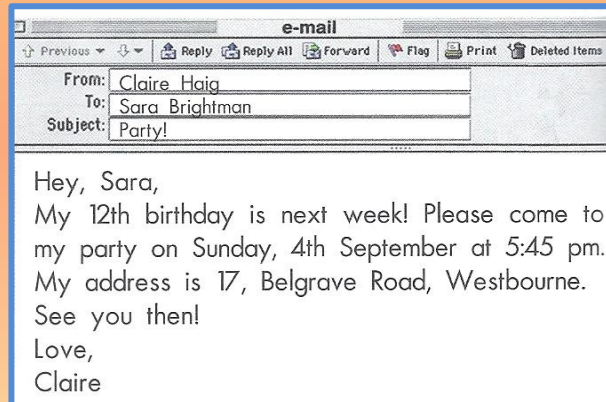 e-mail
Previous Reply Reply All Forward Flag Print Deleted Items
From: Claire Haig
To: Sara Brightman
Subject: Party!
Hey, Sara,
My 12th birthday is next week! Please come to
my party on Sunday, 4th September at 5:45 pm.
My address is 17, Belgrave Road, Westbourne.
See you then!
Love,
Claire